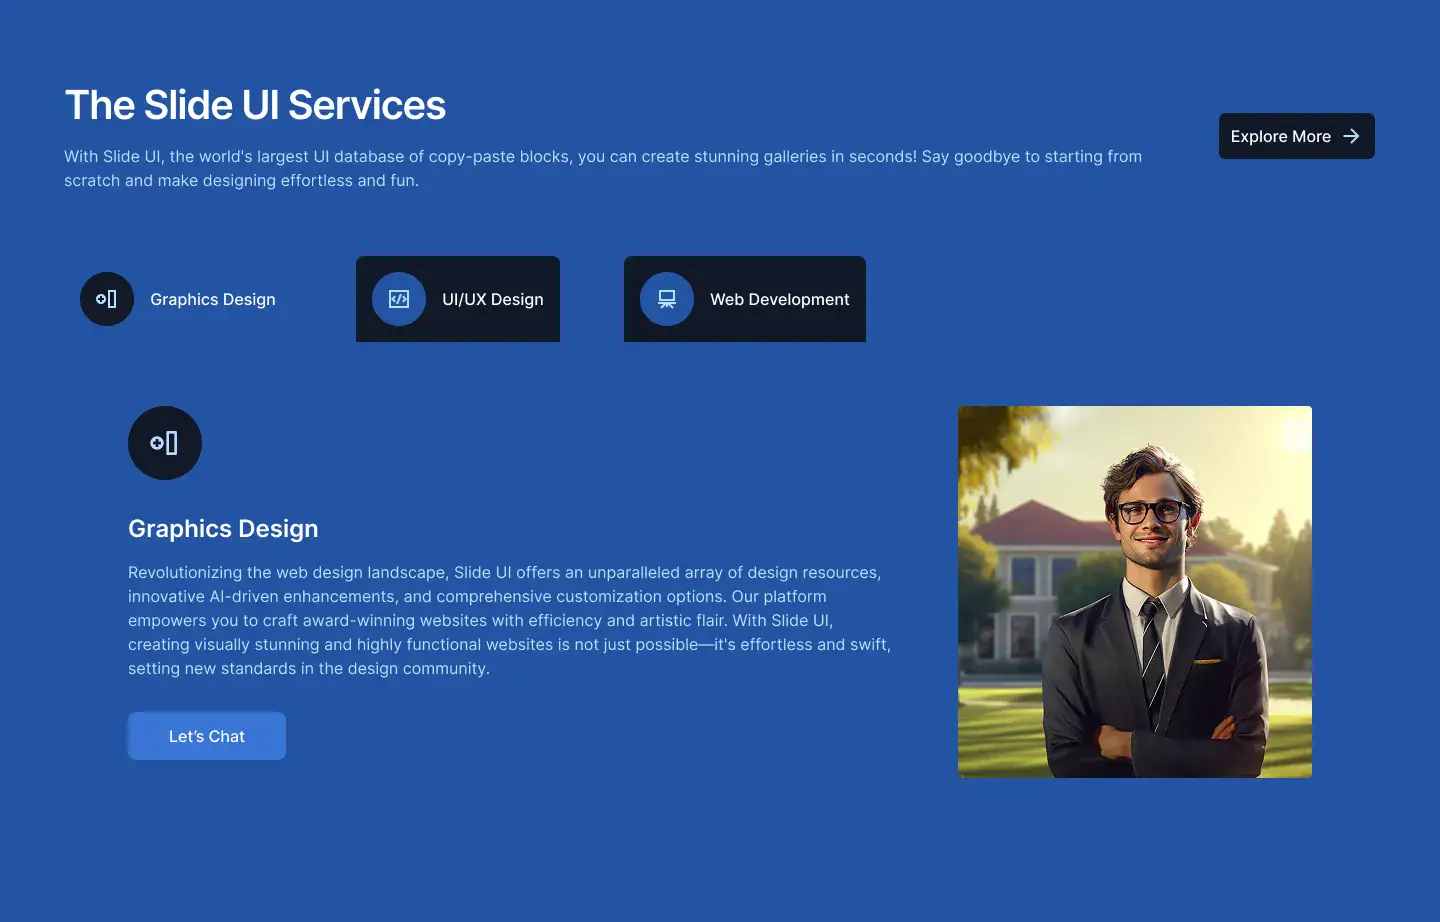 The Slide UI Services
With Slide UI, the world's largest UI database of copy-paste blocks, you can create stunning galleries in seconds! Say goodbye to starting from
scratch and make designing effortless and fun.
Explore More
Graphics Design
UI/UX Design
Web Development
Graphics Design
Revolutionizing the web design landscape, Slide UI offers an unparalleled array of design resources,
innovative AI-driven enhancements, and comprehensive customization options. Our platform
empowers you to craft award-winning websites with efficiency and artistic flair. With Slide UI,
creating visually stunning and highly functional websites is not just possible—it's effortless and swift,
setting new standards in the design community.
Let’s Chat